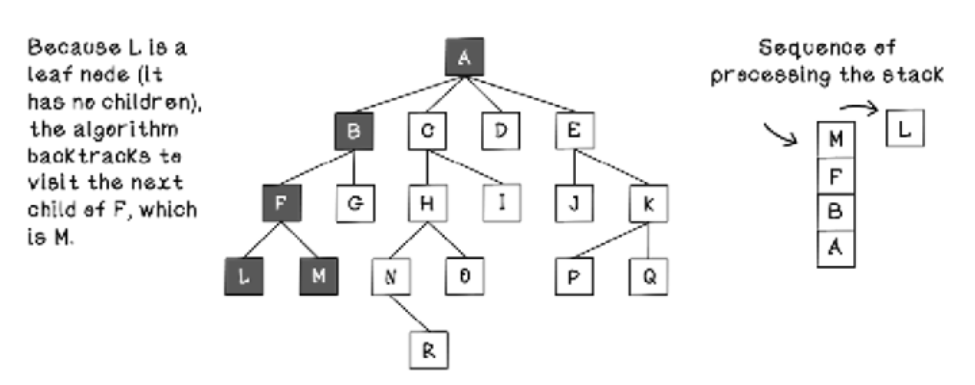 Because L is a
leaf node (it
has no children),
the algorithm
backtracks to
visit the next
child of F, which
is M.
Sequence of
processing the stack
A
B
C
D
E
F
G
H
I
J
K
L
M
N
O
P
Q
R
L
M
F
B
A